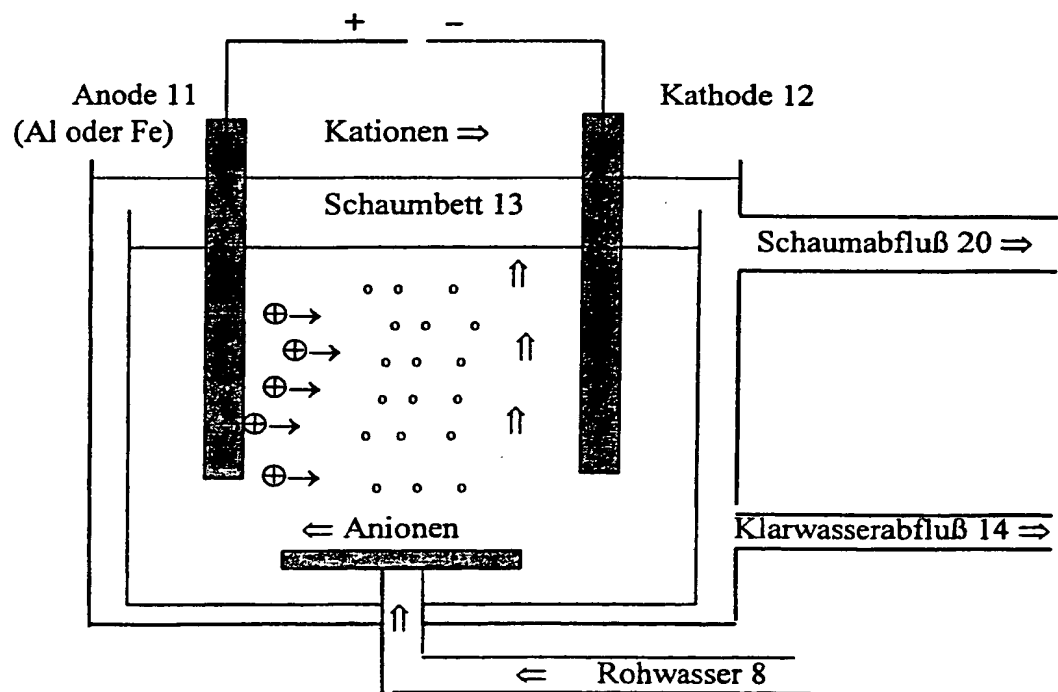 + −
Anode 11
(Al oder Fe)
Kathode 12
Kationen ⇒
Schaumbett 13
Schaumabfluß 20 ⇒
⇐ Anionen
Klarwasserabfluß 14 ⇒
⇐ Rohwasser 8